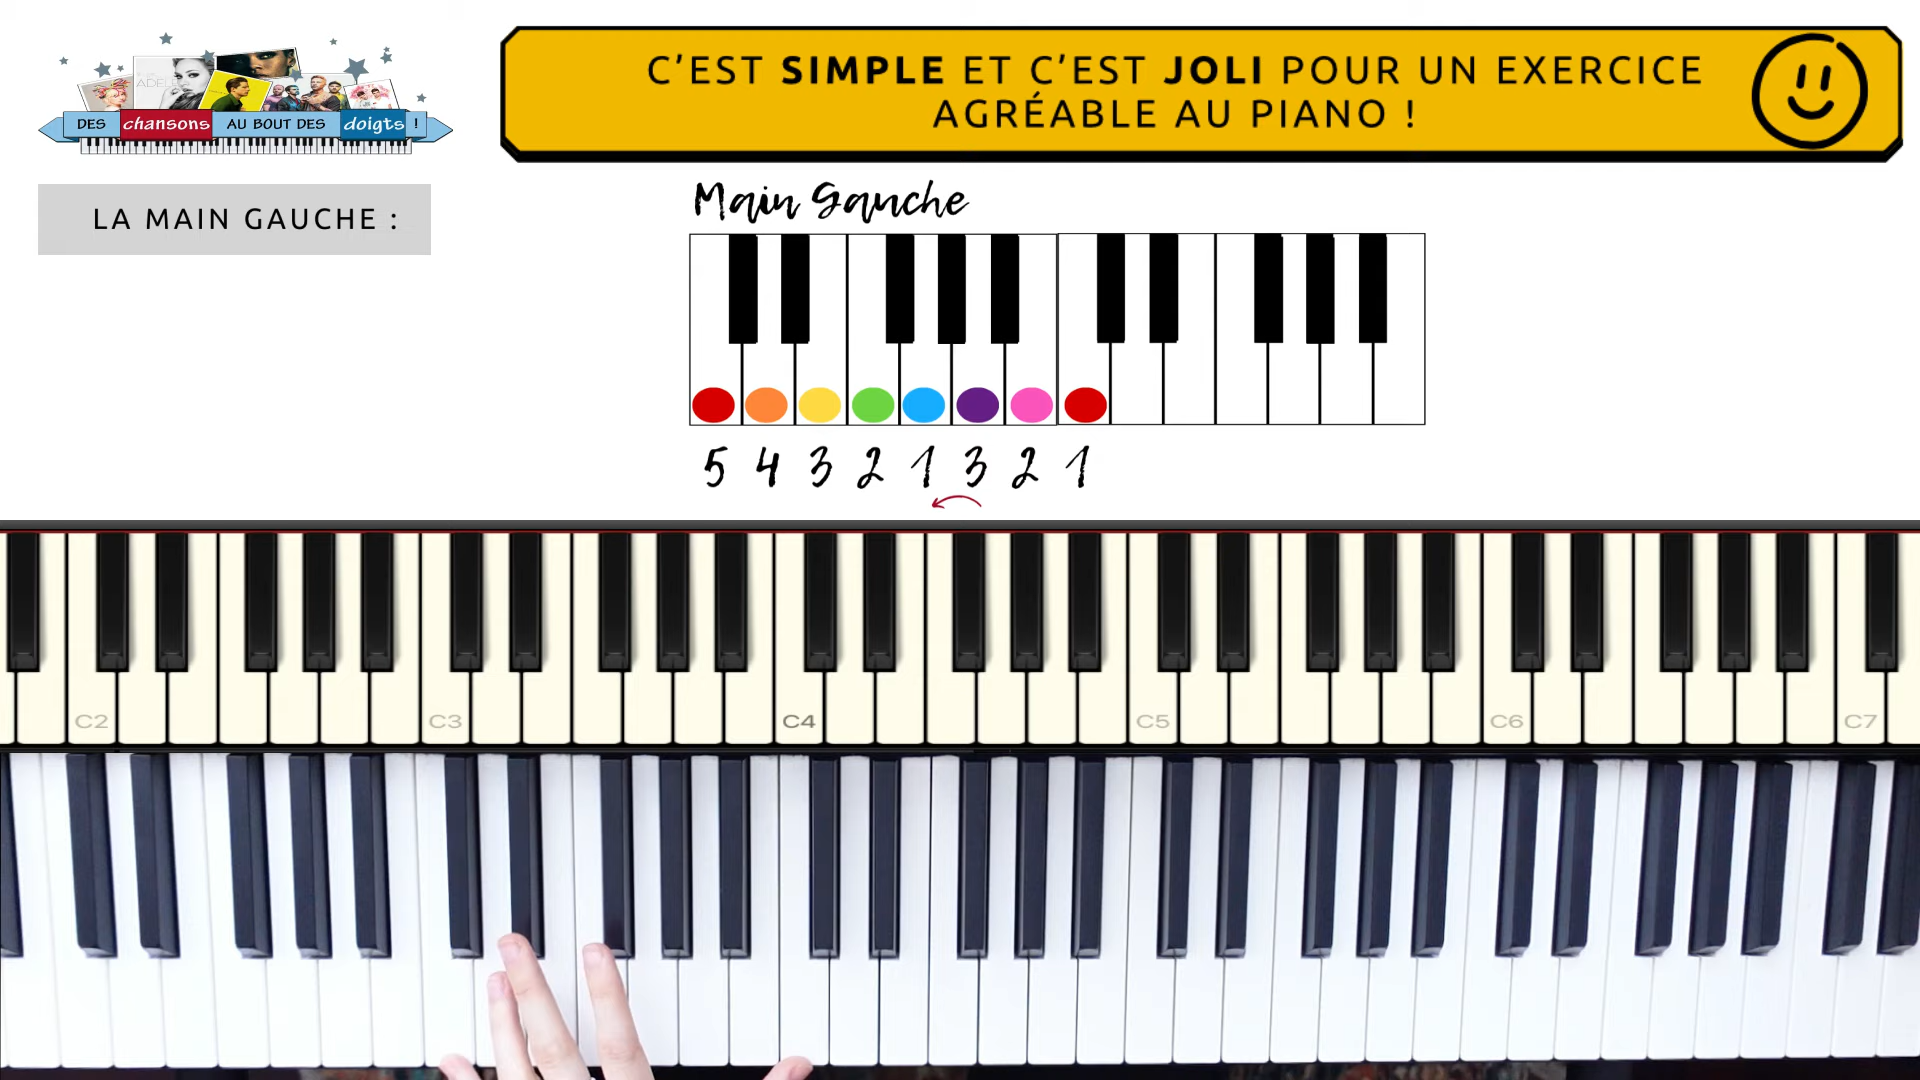 C'EST SIMPLE ET C'EST JOLI POUR UN EXERCICE
AGRÉABLE AU PIANO !
ADELE
DES chansons AU BOUT DES doigts !
LA MAIN GAUCHE :
Main Gauche
5 4 3 2 1 3 2 1
C2 C3 C4 C5 C6 C7